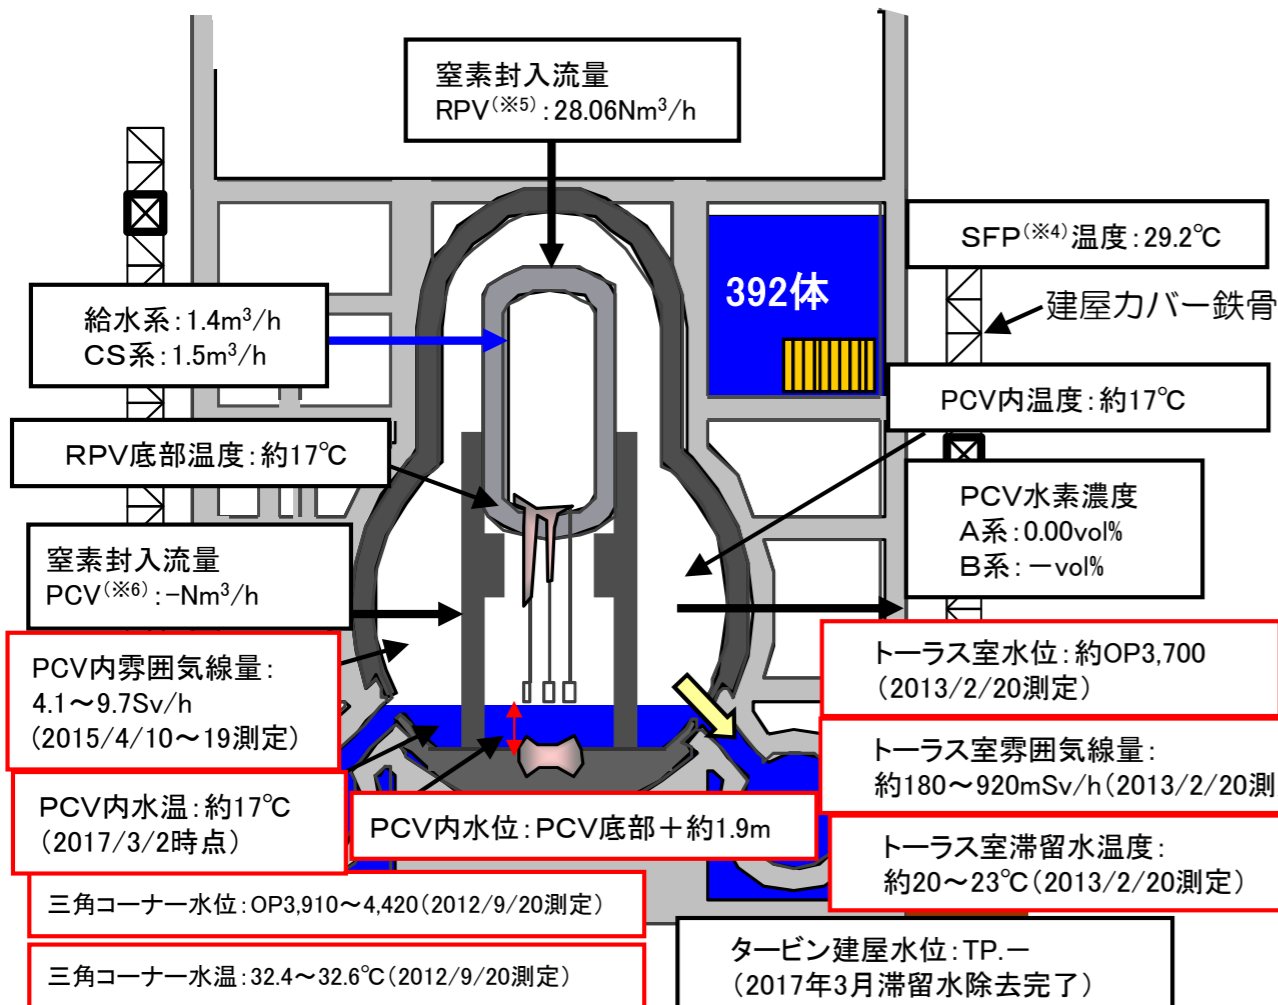 窒素封入流量
RPV(※5):28.06Nm³/h
SFP(※4)温度:29.2℃
392体
建屋カバー鉄骨
給水系:1.4m³/h
CS系:1.5m³/h
PCV内温度:約17℃
RPV底部温度:約17℃
PCV水素濃度
A系:0.00vol%
B系:-vol%
窒素封入流量
PCV(※6):-Nm³/h
PCV内雰囲気線量:
4.1~9.7Sv/h
(2015/4/10~19測定)
トーラス室水位:約OP3,700
(2013/2/20測定)
トーラス室雰囲気線量:
約180~920mSv/h(2013/2/20測
PCV内水温:約17℃
(2017/3/2時点)
PCV内水位:PCV底部+約1.9m
トーラス室滞留水温度:
約20~23℃(2013/2/20測定)
三角コーナー水位:OP3,910~4,420(2012/9/20測定)
三角コーナー水温:32.4~32.6℃(2012/9/20測定)
タービン建屋水位:TP.-
(2017年3月滞留水除去完了)